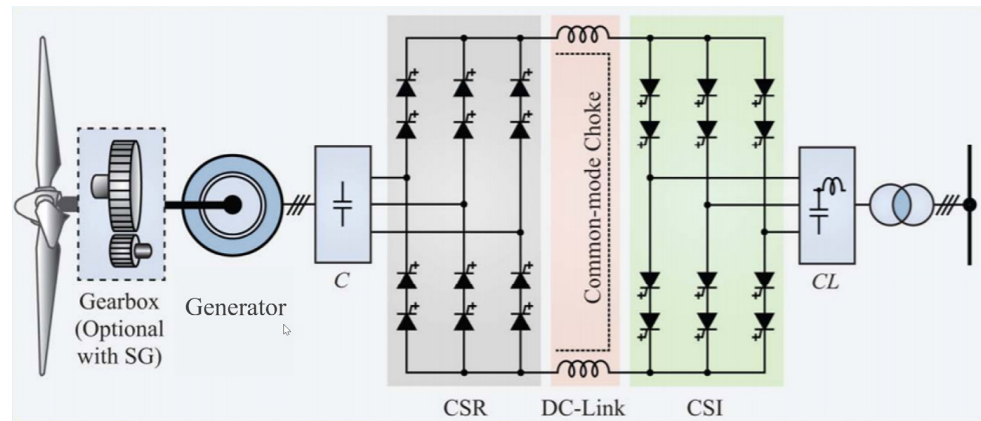 Common-mode Choke
C
CL
Gearbox
(Optional
with SG)
Generator
CSR
DC-Link
CSI